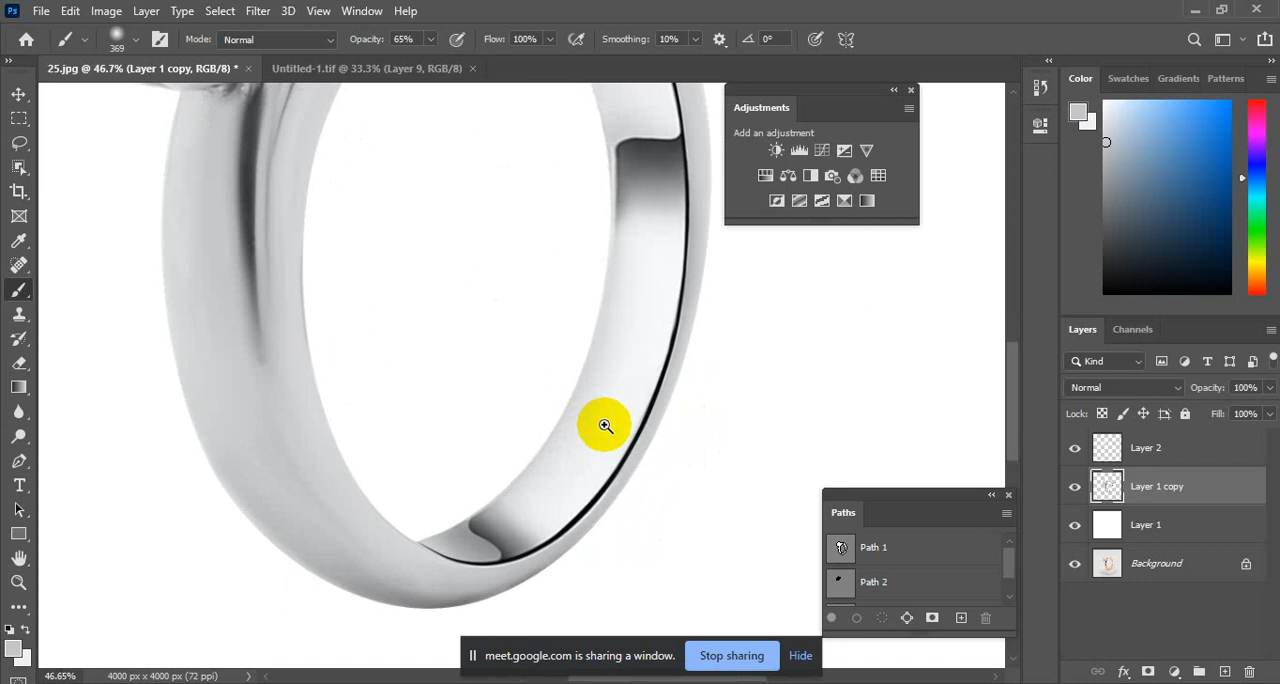 Ps File Edit Image Layer Type Select Filter 3D View Window Help
369 Mode: Normal Opacity: 65% Flow: 100% Smoothing: 10% 0°
25.jpg @ 46.7% (Layer 1 copy, RGB/8) * × Untitled-1.tif @ 33.3% (Layer 9, RGB/8) ×
Color Swatches Gradients Patterns
Adjustments
Add an adjustment
Layers Channels
Kind
Normal Opacity: 100%
Lock: Fill: 100%
Layer 2
Layer 1 copy
Layer 1
Background
Paths
Path 1
Path 2
meet.google.com is sharing a window. Stop sharing Hide
46.65% 4000 px x 4000 px (72 ppi)